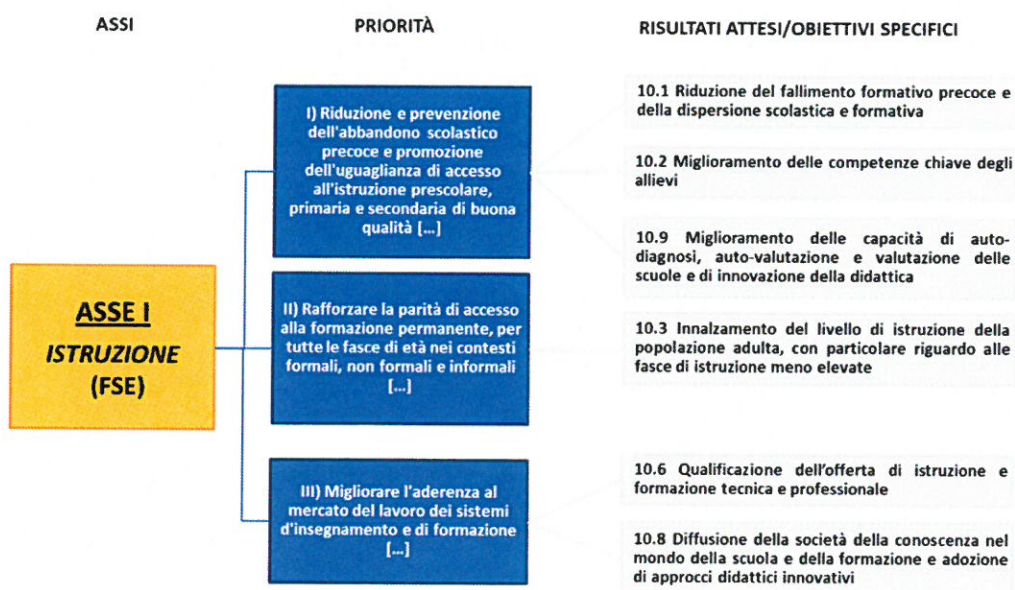 ASSI
PRIORITÀ
RISULTATI ATTESI/OBIETTIVI SPECIFICI
ASSE I
ISTRUZIONE
(FSE)
I) Riduzione e prevenzione
dell'abbandono scolastico
precoce e promozione
dell'uguaglianza di accesso
all'istruzione prescolare,
primaria e secondaria di buona
qualità [...]
10.1 Riduzione del fallimento formativo precoce e
della dispersione scolastica e formativa
10.2 Miglioramento delle competenze chiave degli
allievi
10.9 Miglioramento delle capacità di auto-
diagnosi, auto-valutazione e valutazione delle
scuole e di innovazione della didattica
II) Rafforzare la parità di accesso
alla formazione permanente, per
tutte le fasce di età nei contesti
formali, non formali e informali
[...]
10.3 Innalzamento del livello di istruzione della
popolazione adulta, con particolare riguardo alle
fasce di istruzione meno elevate
III) Migliorare l'aderenza al
mercato del lavoro dei sistemi
d'insegnamento e di formazione
[...]
10.6 Qualificazione dell'offerta di istruzione e
formazione tecnica e professionale
10.8 Diffusione della società della conoscenza nel
mondo della scuola e della formazione e adozione
di approcci didattici innovativi